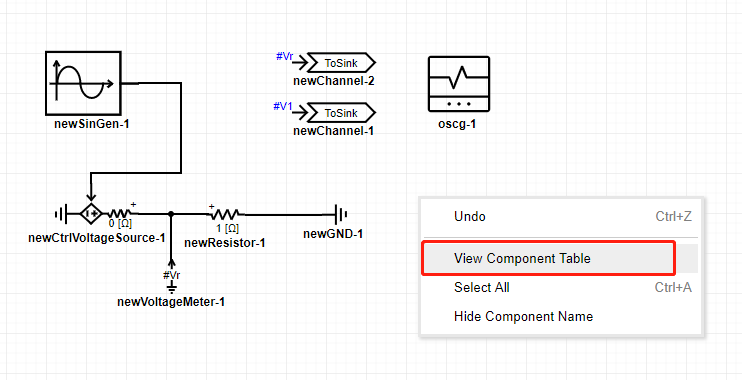 #Vr
ToSink
newChannel-2
#V1
ToSink
newChannel-1
newSinGen-1
oscg-1
+
0 [Ω]
newCtrlVoltageSource-1
+
1 [Ω]
newResistor-1
newGND-1
#Vr
newVoltageMeter-1
Undo Ctrl+Z
View Component Table
Select All Ctrl+A
Hide Component Name